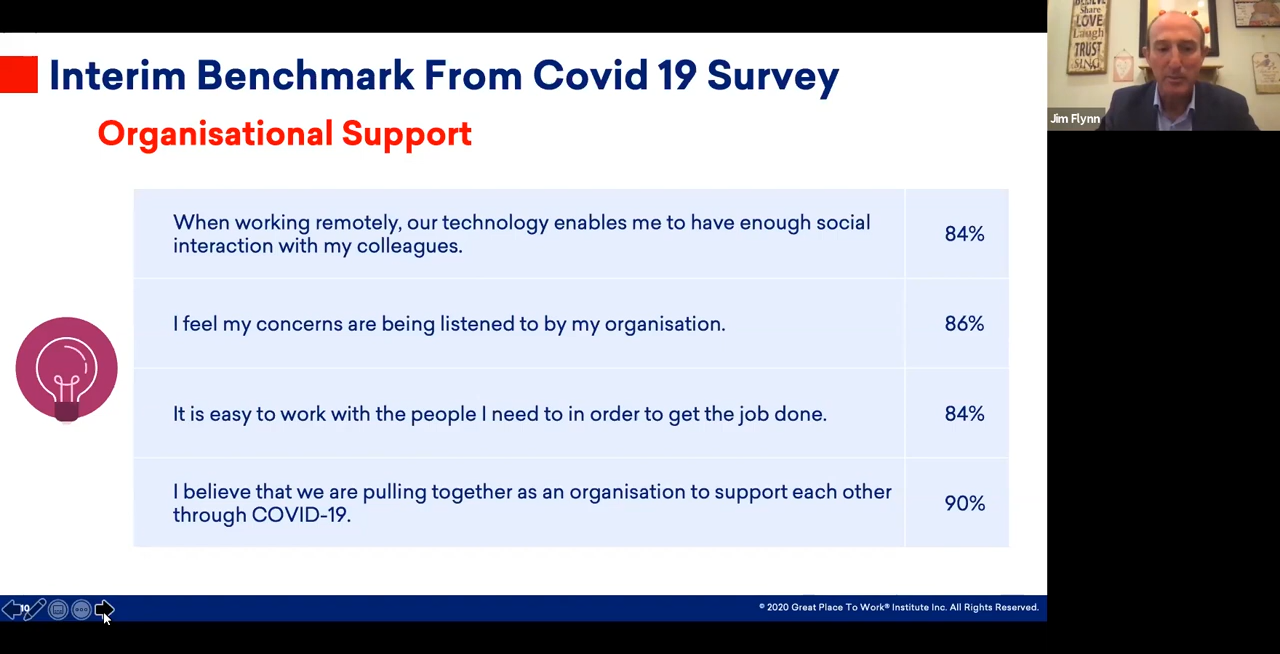 Interim Benchmark From Covid 19 Survey
Organisational Support
When working remotely, our technology enables me to have enough social
interaction with my colleagues.
84%
I feel my concerns are being listened to by my organisation.
86%
It is easy to work with the people I need to in order to get the job done.
84%
I believe that we are pulling together as an organisation to support each other
through COVID-19.
90%
10
© 2020 Great Place To Work® Institute Inc. All Rights Reserved.
Share
LOVE
Laugh
TRUST
SING
Jim Flynn